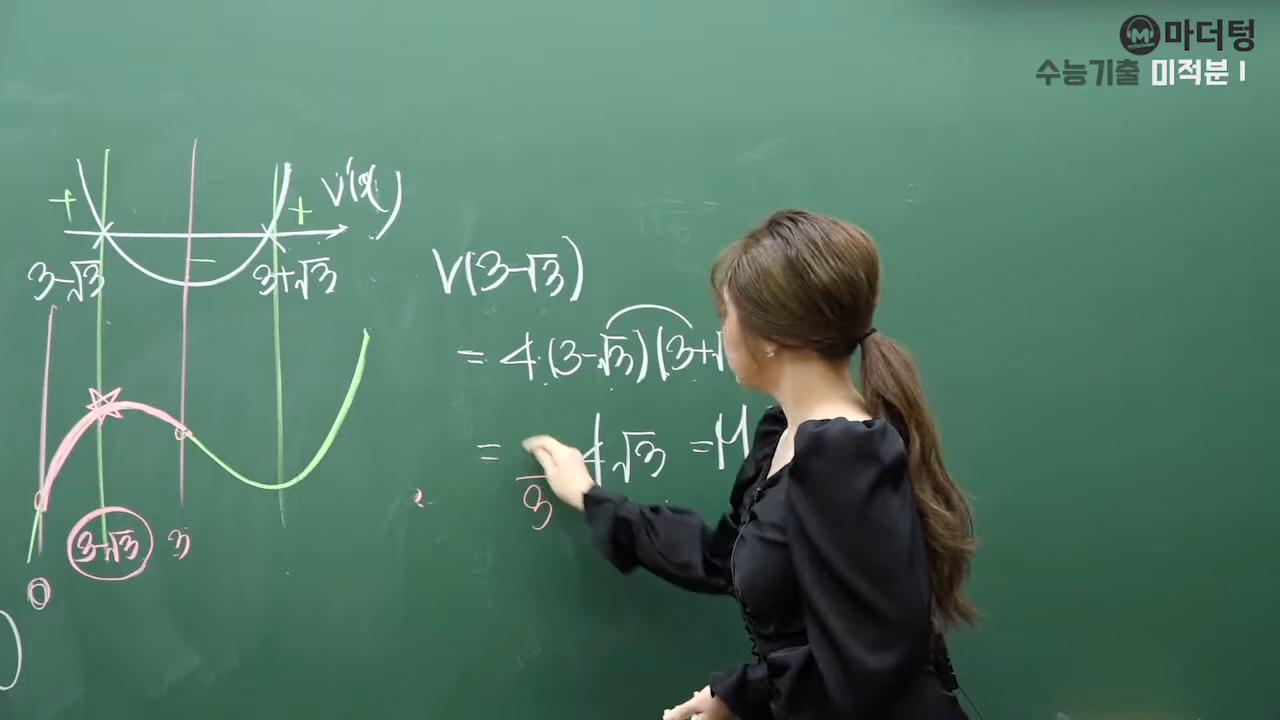 마더텅
수능기출 미적분 I
V'(x)
+ − +
3-√3 3+√3
V(3-√3)
= 4·(3-√3)(3+√
= 4√3 = M
3
3-√3 3
0